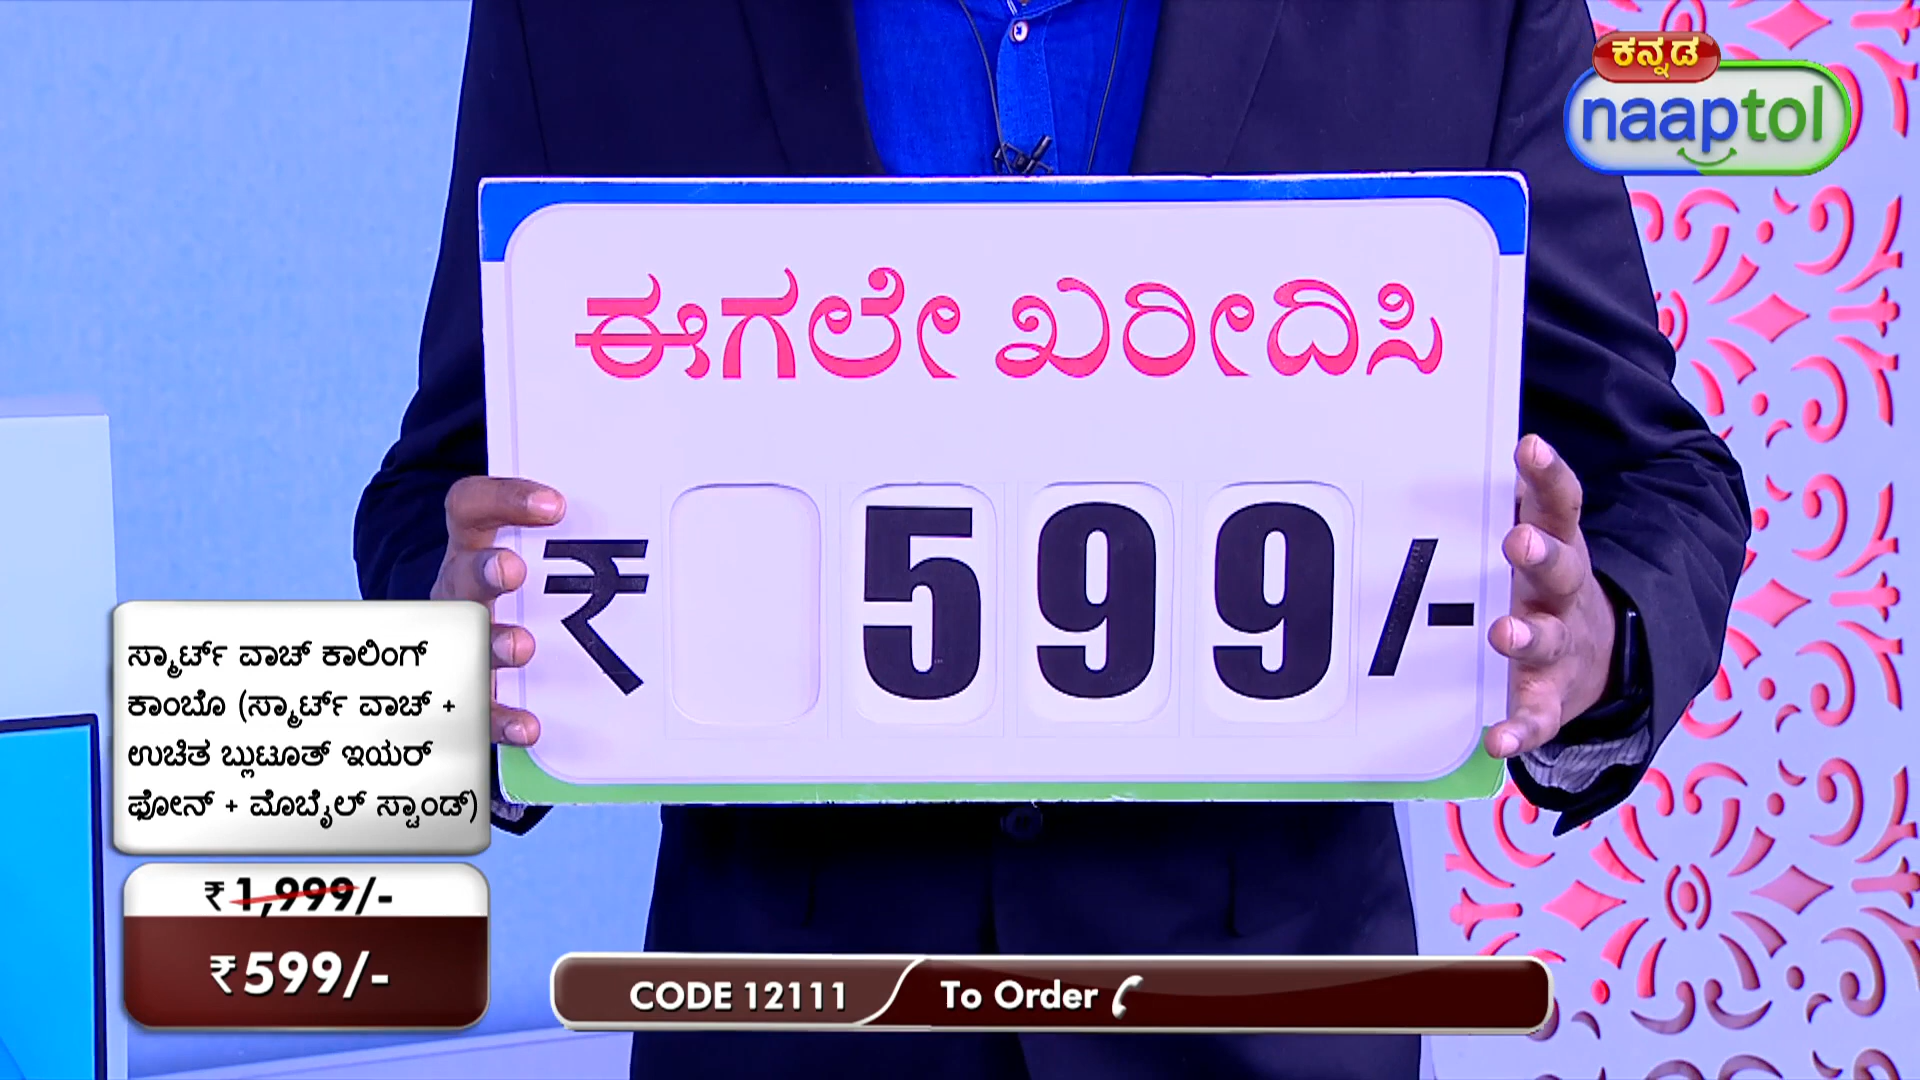 ಕನ್ನಡ
naaptol
ಈಗಲೇ ಖರೀದಿಸಿ
₹ 599/-
ಸ್ಮಾರ್ಟ್ ವಾಚ್ ಕಾಲಿಂಗ್
ಕಾಂಬೊ (ಸ್ಮಾರ್ಟ್ ವಾಚ್ +
ಉಚಿತ ಬ್ಲುಟೂತ್ ಇಯರ್
ಫೋನ್ + ಮೊಬೈಲ್ ಸ್ಟಾಂಡ್)
₹ 1,999/-
₹ 599/-
CODE 12111 To Order